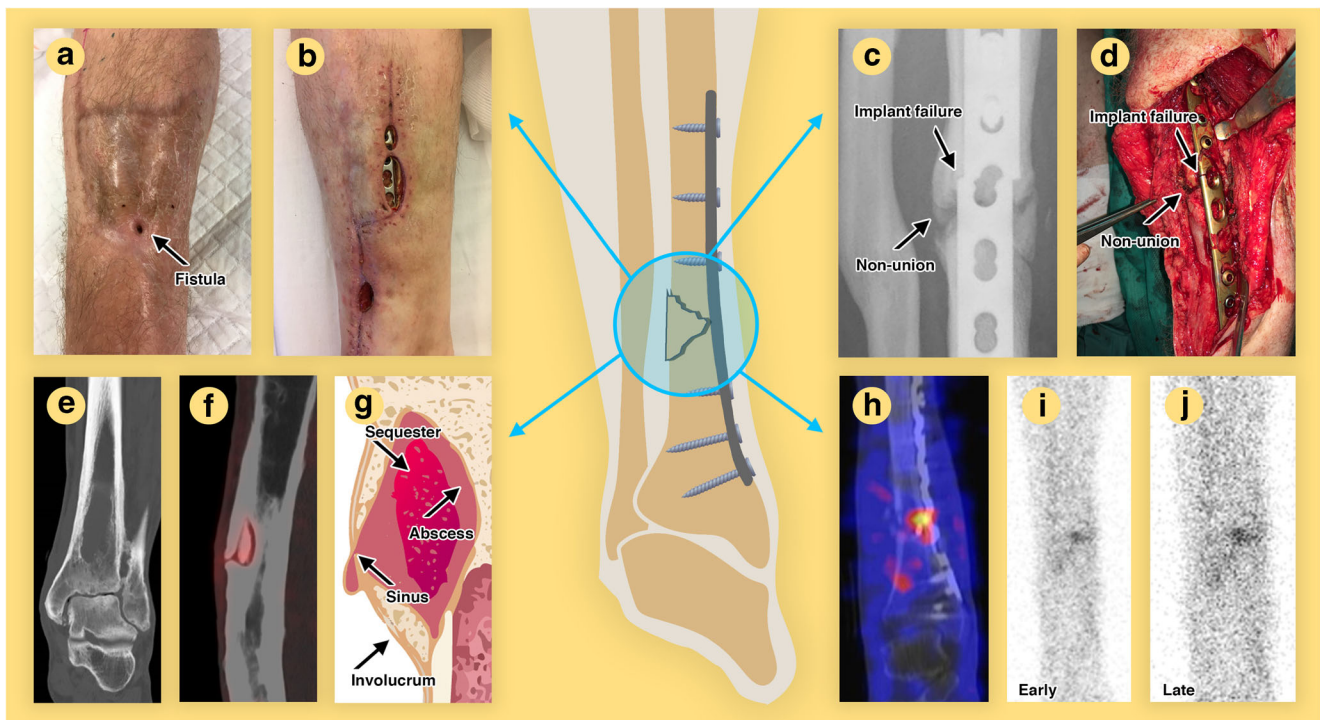 a
Fistula
b
c
Implant failure
Non-union
d
Implant failure
Non-union
e
f
g
Sequester
Abscess
Sinus
Involucrum
h
i
Early
j
Late